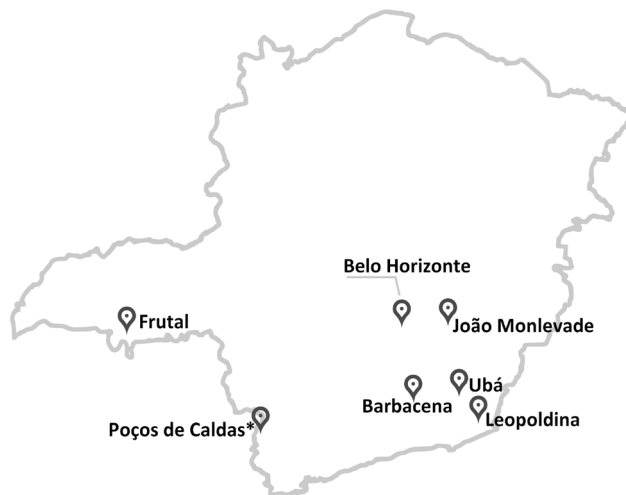 Belo Horizonte
Frutal
João Monlevade
Ubá
Barbacena
Leopoldina
Poços de Caldas*